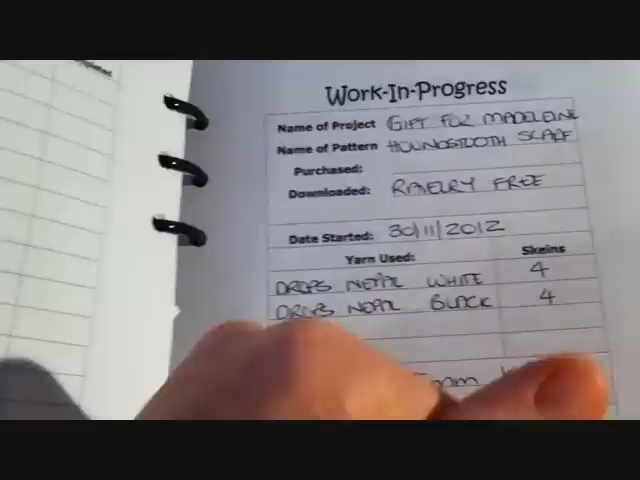 Work-In-Progress
Name of Project GIFT FOR MADELEINE
Name of Pattern HOUNDSTOOTH SCARF
Purchased:
Downloaded: RAVELRY FREE
Date Started: 30/11/2012
Yarn Used: Skeins
DROPS NEPAL WHITE 4
DROPS NEPAL BLACK 4
mm